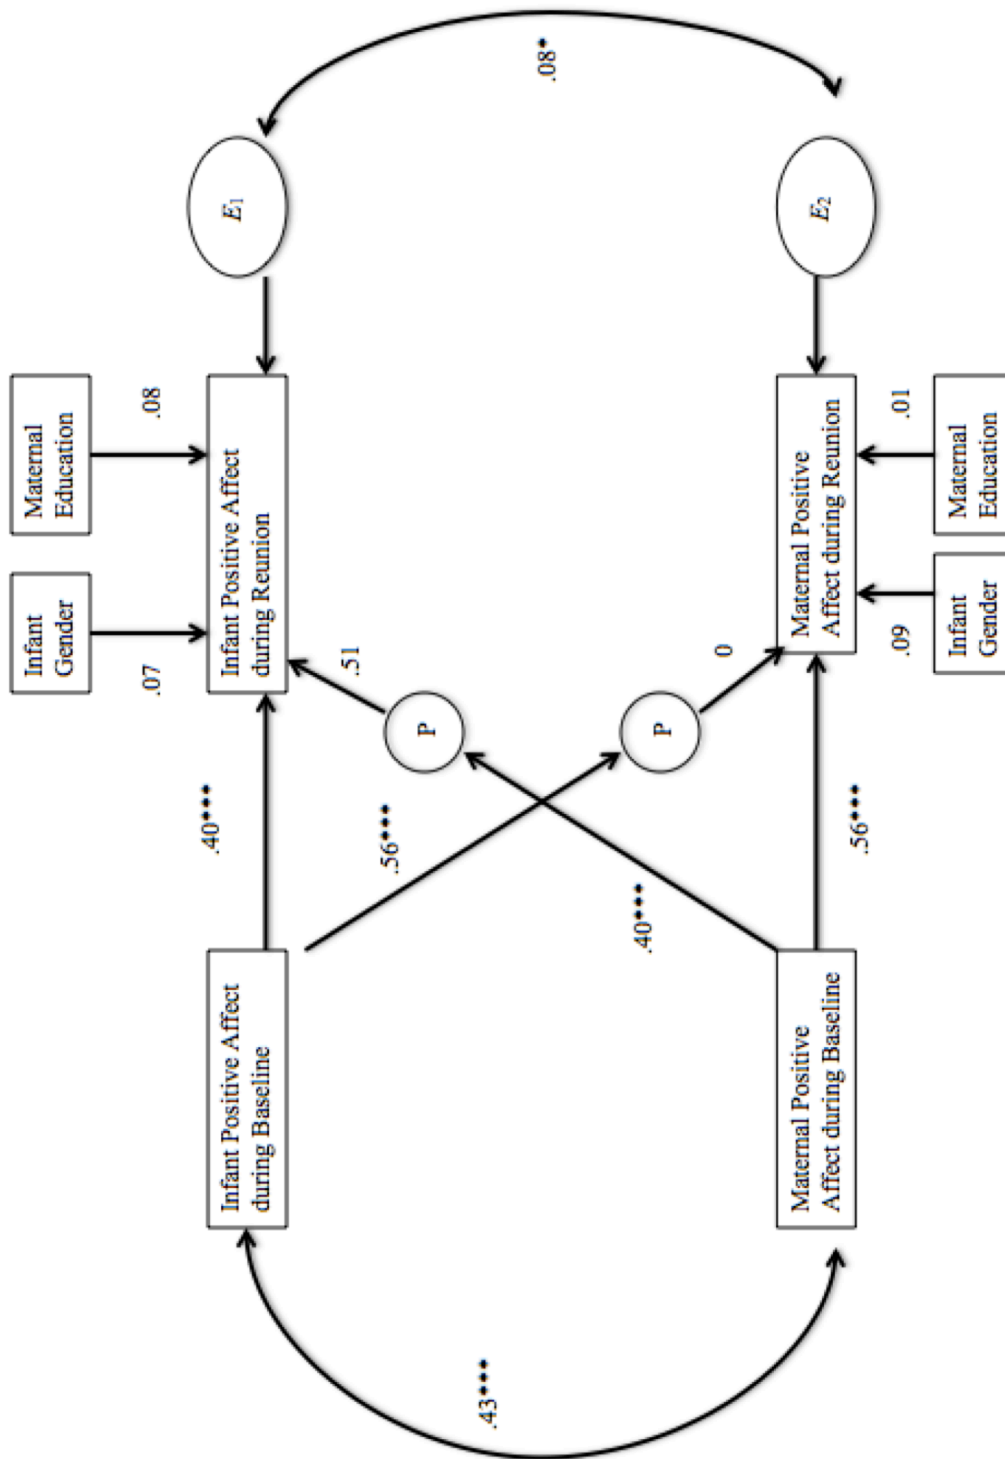 Infant
Gender
Maternal
Education
.07
.08
.40***
Infant Positive Affect
during Baseline
Infant Positive Affect
during Reunion
E1
.51
P
.56***
.43***
.08*
.40***
P
0
Maternal Positive
Affect during Baseline
Maternal Positive
Affect during Reunion
E2
.56***
.09
.01
Infant
Gender
Maternal
Education